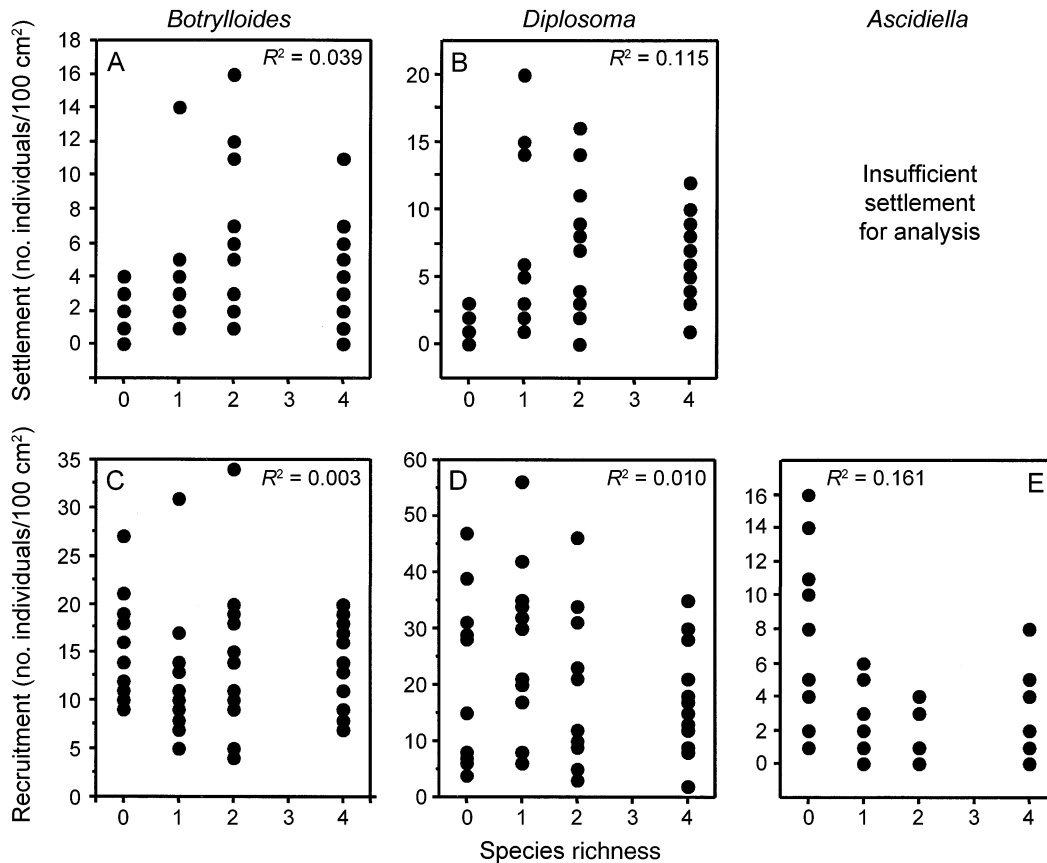 Botrylloides
Diplosoma
Ascidiella
Settlement (no. individuals/100 cm²)
A
R² = 0.039
18
16
14
12
10
8
6
4
2
0
0 1 2 3 4
B
R² = 0.115
20
15
10
5
0
0 1 2 3 4
Insufficient
settlement
for analysis
Recruitment (no. individuals/100 cm²)
C
R² = 0.003
35
30
25
20
15
10
5
0
0 1 2 3 4
D
R² = 0.010
60
50
40
30
20
10
0
0 1 2 3 4
R² = 0.161
E
16
14
12
10
8
6
4
2
0
0 1 2 3 4
Species richness